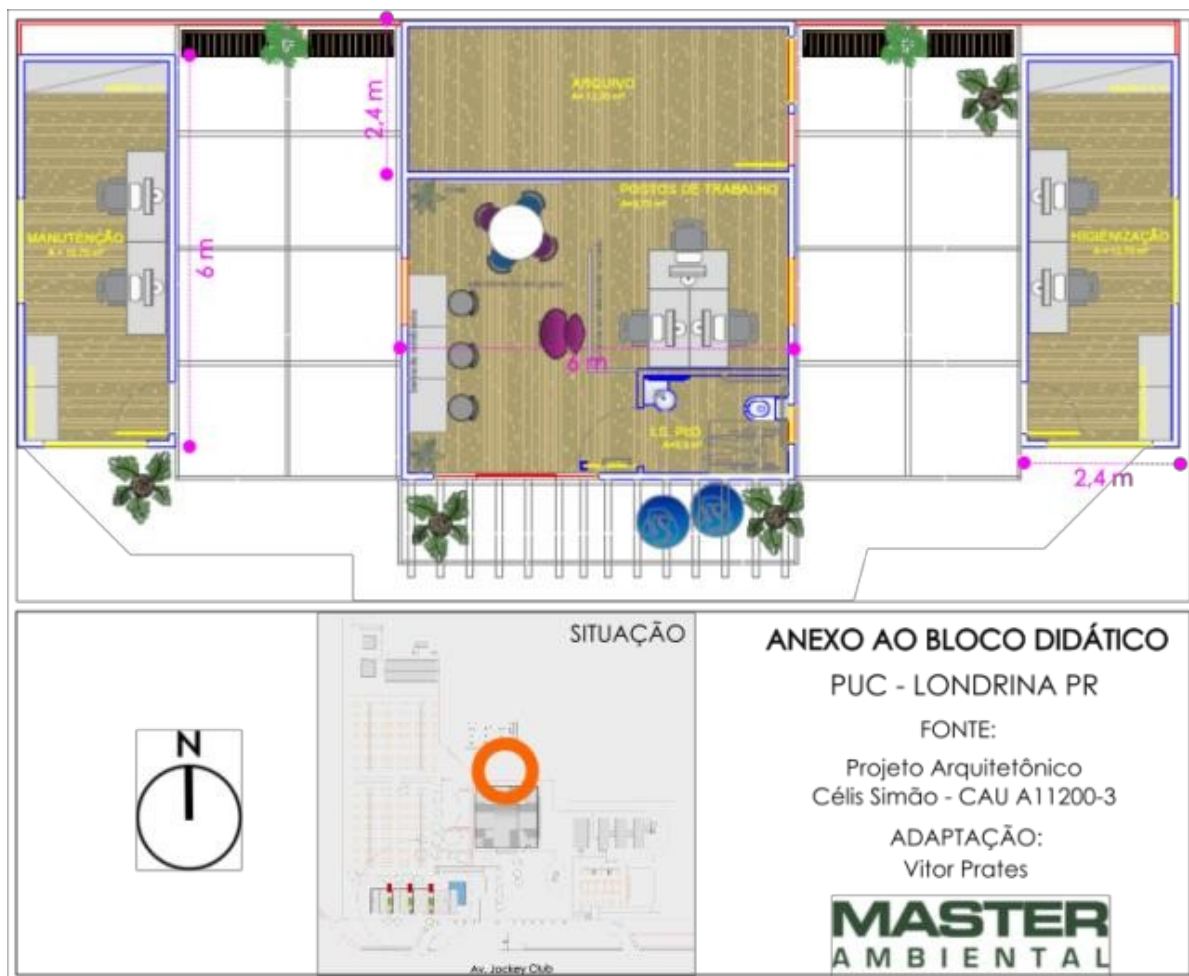 ARQUIVO
2,4 m
POSTOS DE TRABALHO
MANUTENÇÃO
6 m
HIGIENIZAÇÃO
6 m
I.S. PcD
2,4 m
N
SITUAÇÃO
Av. Jockey Club
ANEXO AO BLOCO DIDÁTICO
PUC - LONDRINA PR
FONTE:
Projeto Arquitetônico
Célis Simão - CAU A11200-3
ADAPTAÇÃO:
Vitor Prates
MASTER
AMBIENTAL